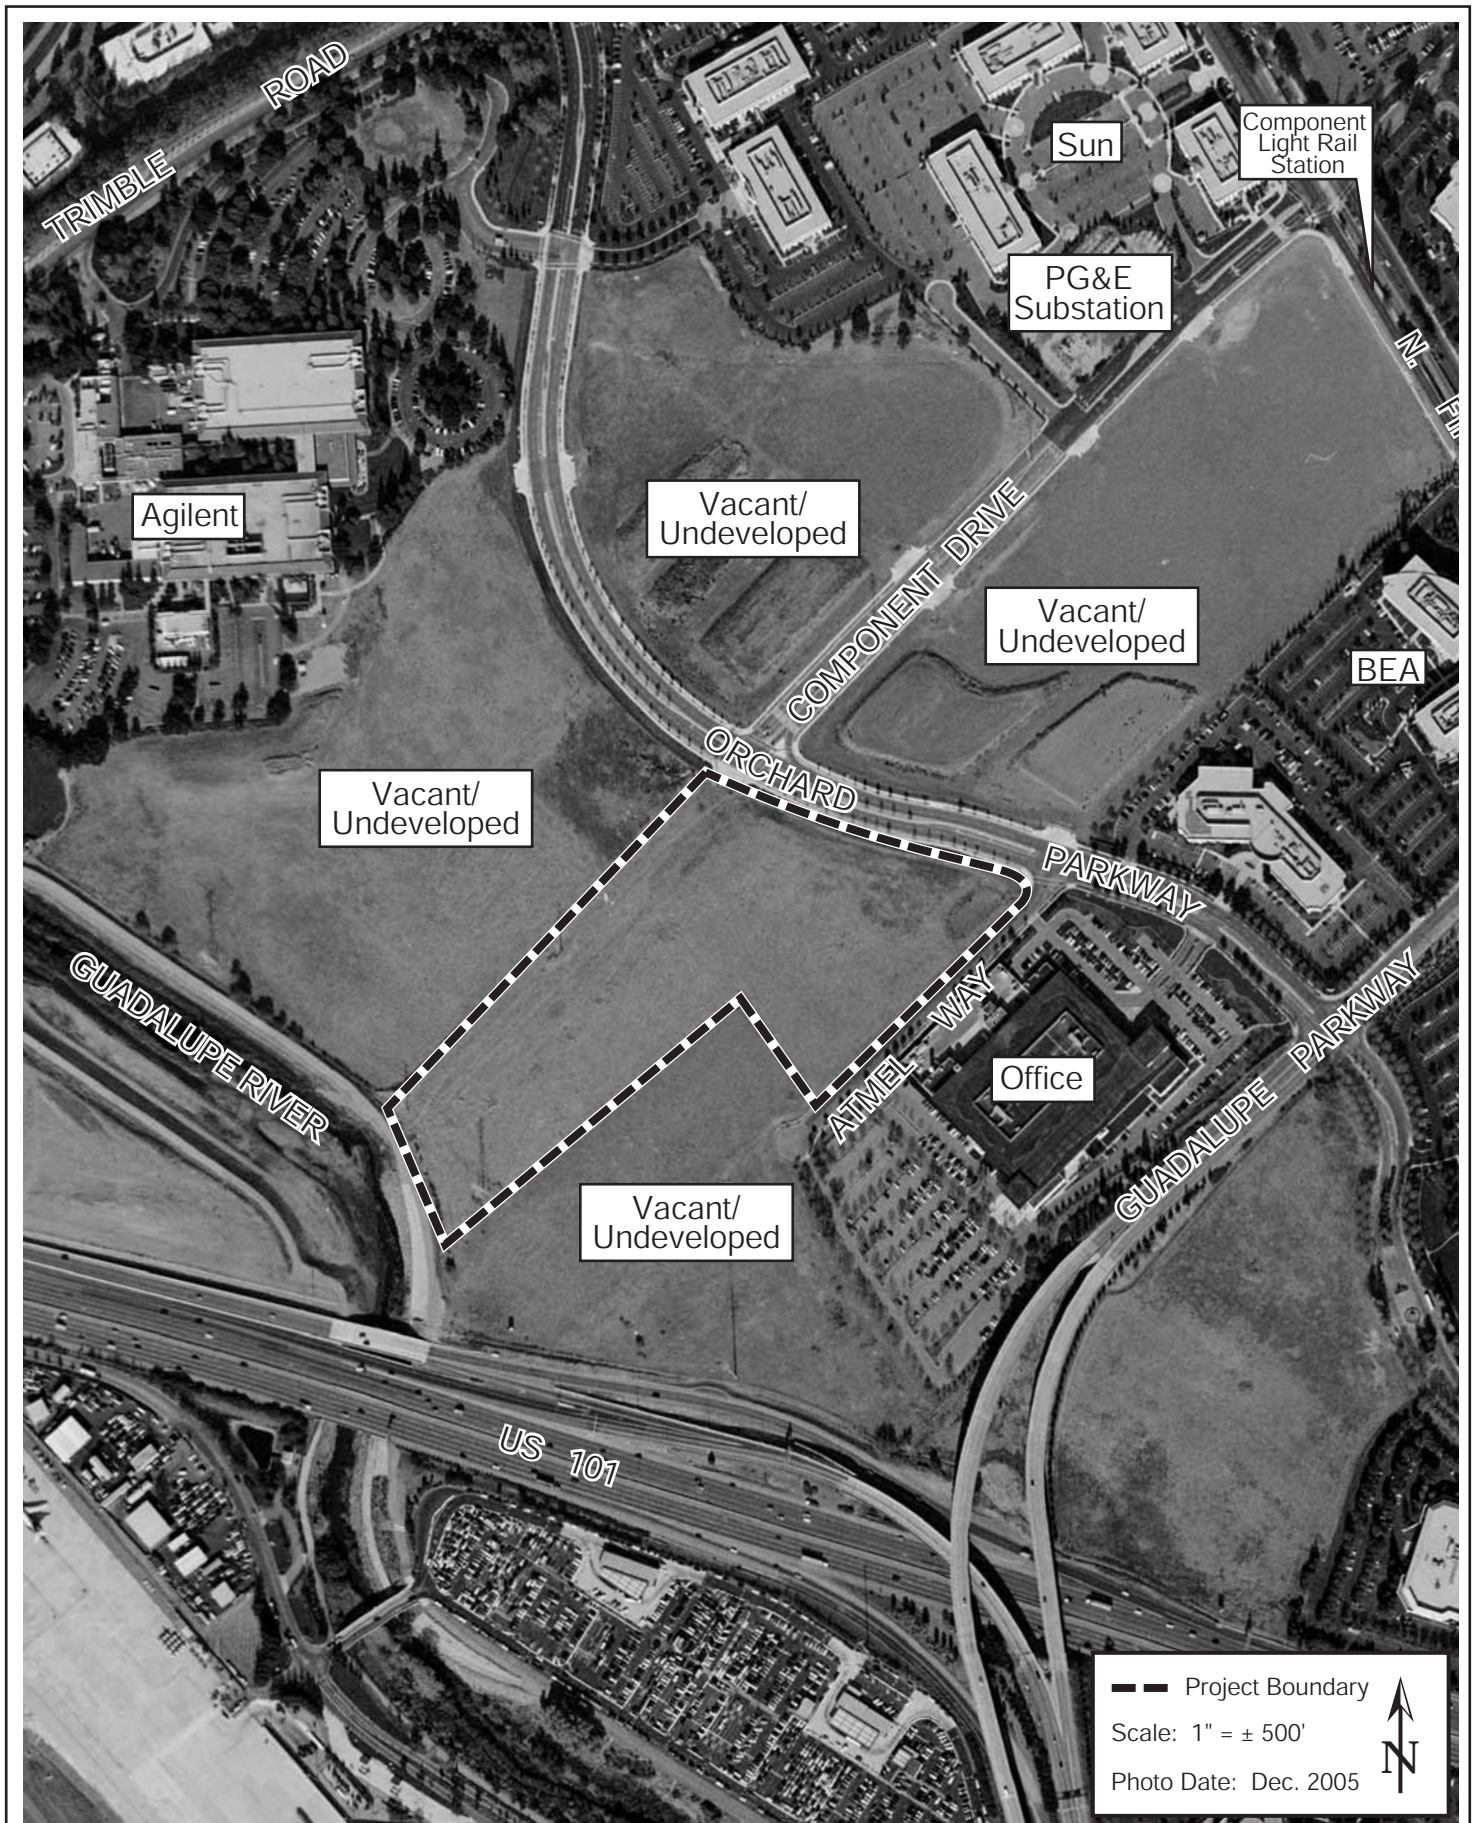 TRIMBLE ROAD
Sun
Component
Light Rail
Station
PG&E
Substation
N.
Agilent
Vacant/
Undeveloped
COMPONENT DRIVE
Vacant/
Undeveloped
BEA
ORCHARD PARKWAY
Vacant/
Undeveloped
GUADALUPE RIVER
ATMEL WAY
Office
GUADALUPE PARKWAY
Vacant/
Undeveloped
US 101
Project Boundary
Scale: 1" = ± 500'
Photo Date: Dec. 2005
N